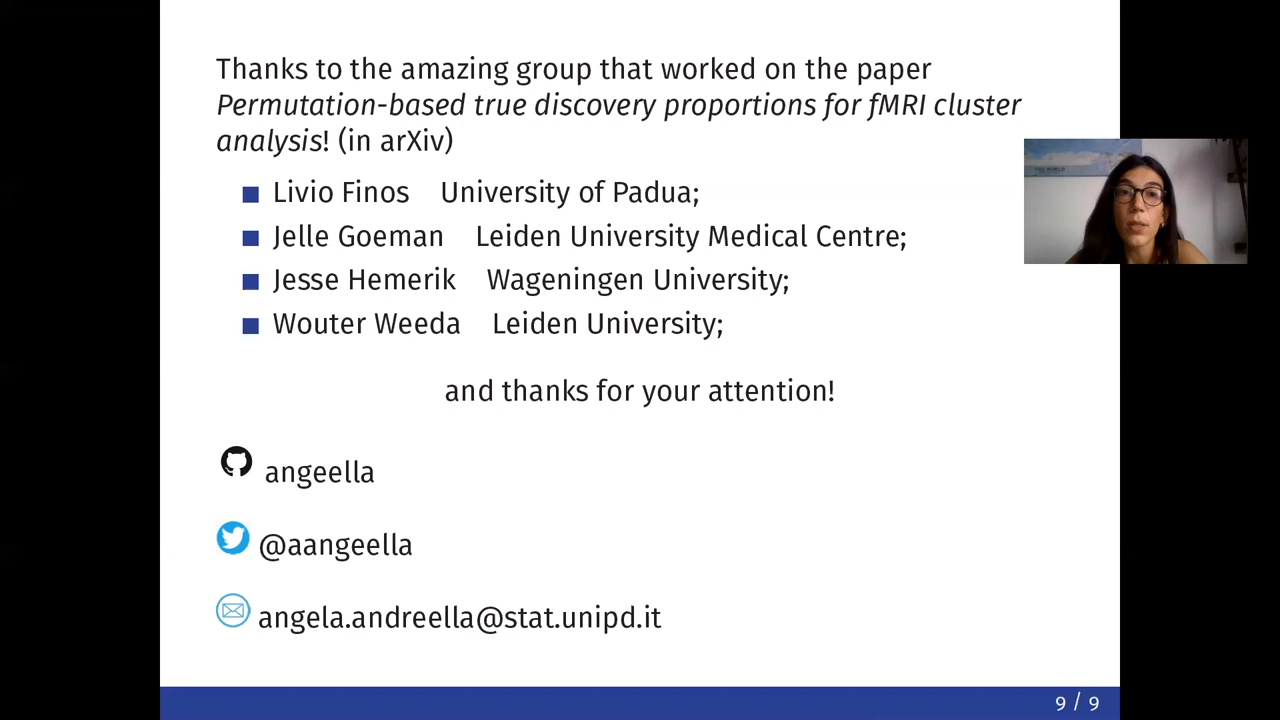 Thanks to the amazing group that worked on the paper
Permutation-based true discovery proportions for fMRI cluster
analysis! (in arXiv)
Livio Finos University of Padua;
Jelle Goeman Leiden University Medical Centre;
Jesse Hemerik Wageningen University;
Wouter Weeda Leiden University;
and thanks for your attention!
angeella
@aangeella
angela.andreella@stat.unipd.it
9 / 9